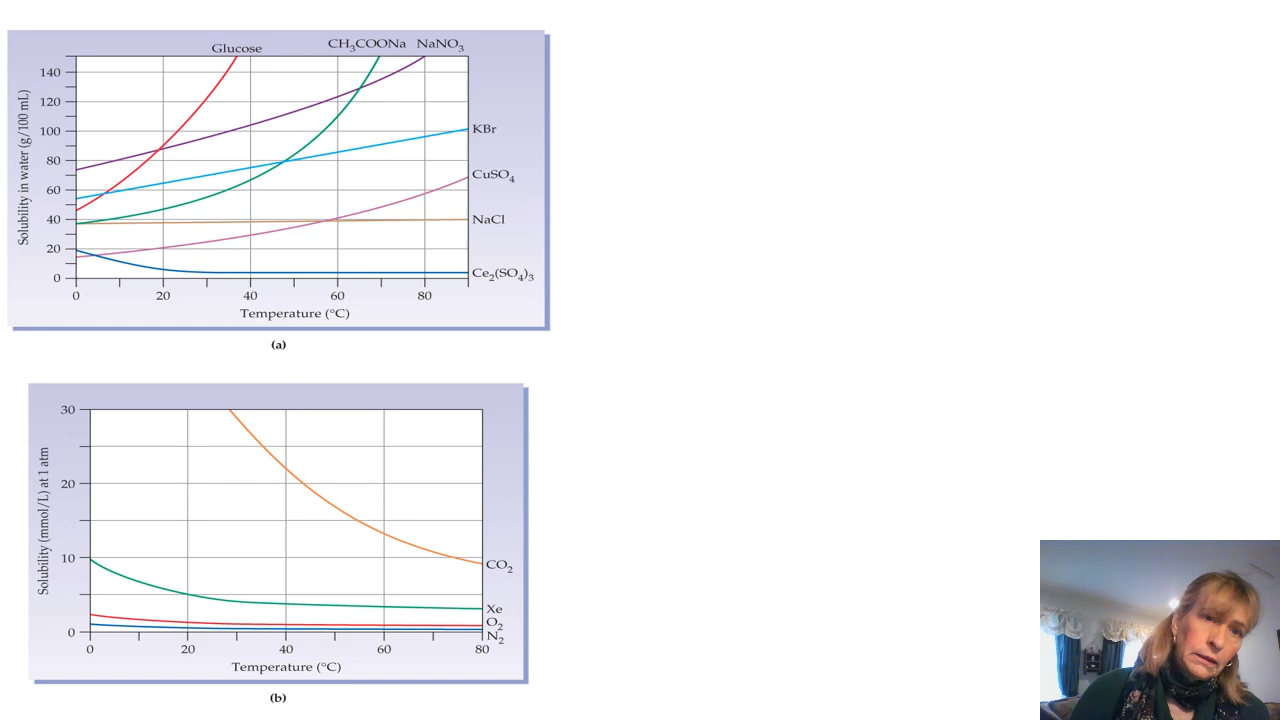 Glucose CH₃COONa NaNO₃
Solubility in water (g/100 mL)
140
120
100
80
60
40
20
0
KBr
CuSO₄
NaCl
Ce₂(SO₄)₃
0 20 40 60 80
Temperature (°C)
(a)
Solubility (mmol/L) at 1 atm
30
20
10
0
CO₂
Xe
O₂
N₂
0 20 40 60 80
Temperature (°C)
(b)